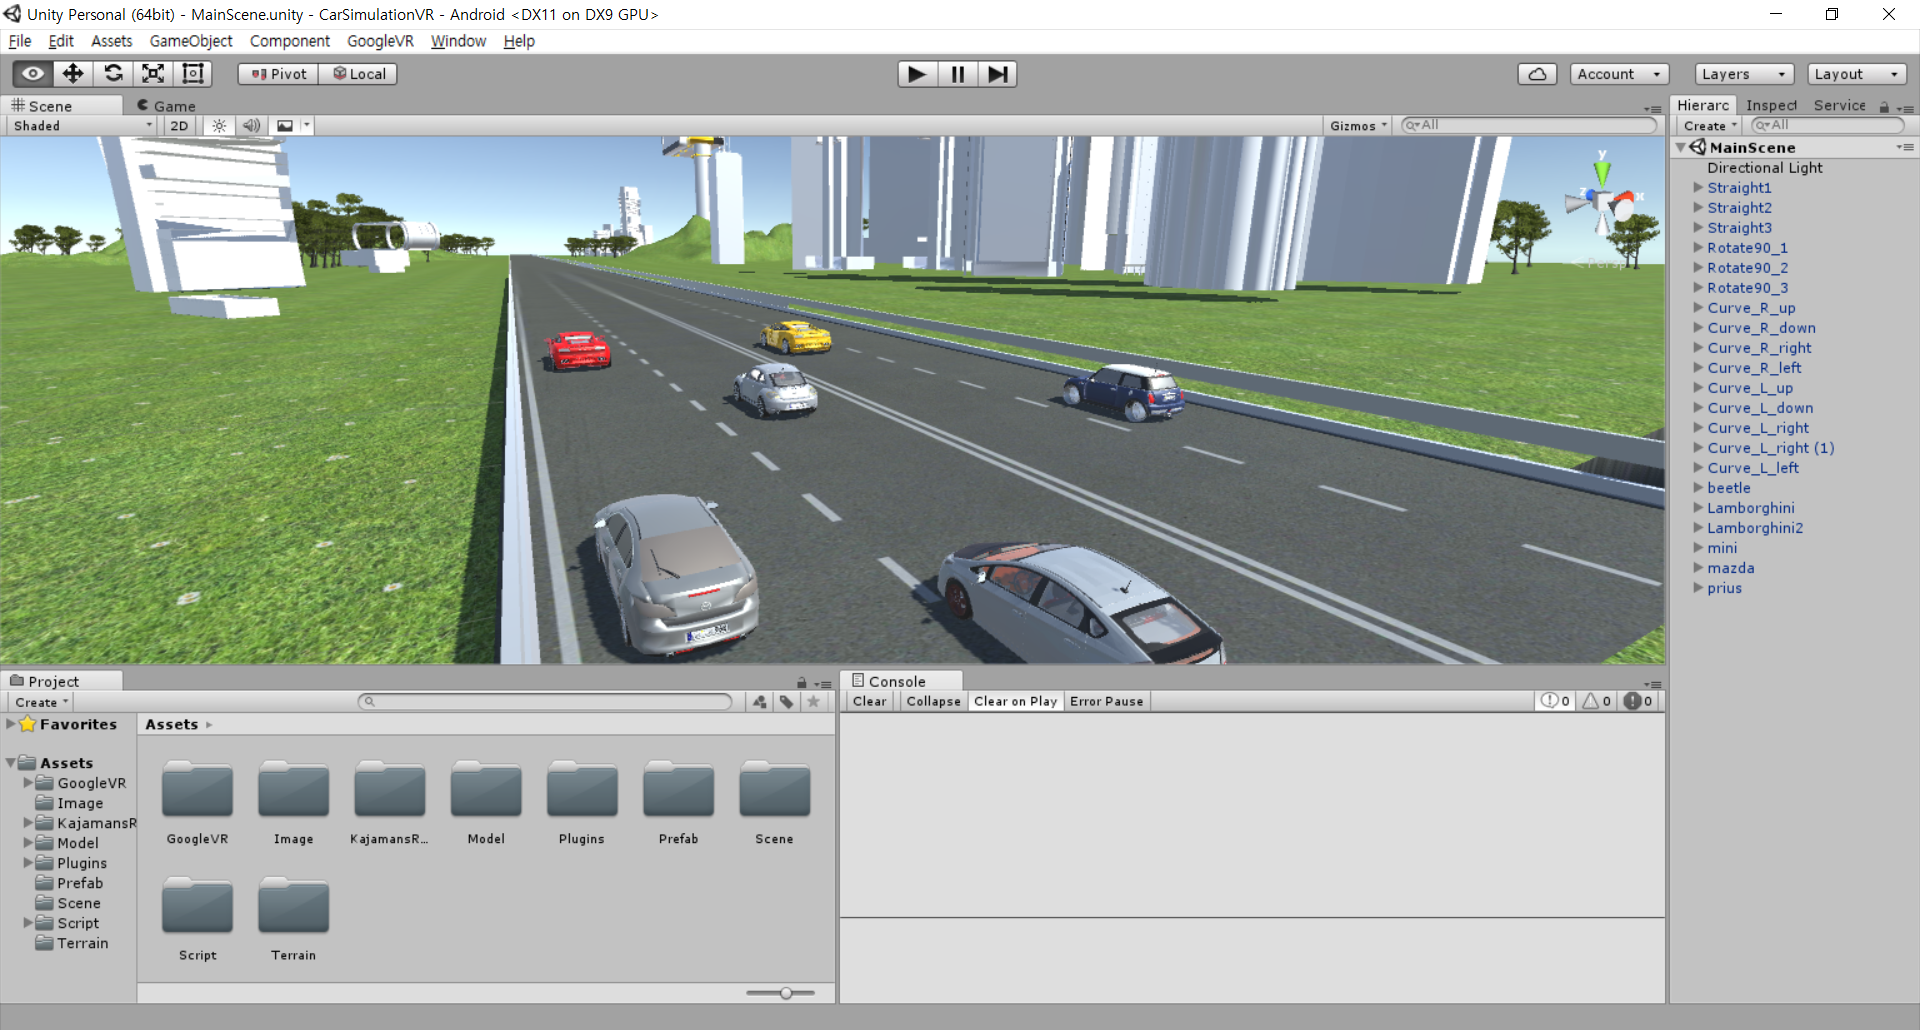 Unity Personal (64bit) - MainScene.unity - CarSimulationVR - Android <DX11 on DX9 GPU>
File Edit Assets GameObject Component GoogleVR Window Help
Pivot Local Account Layers Layout
Scene Game
Shaded 2D Gizmos All
y
z x
Persp
Hierarc Inspect Service
Create All
MainScene
Directional Light
Straight1
Straight2
Straight3
Rotate90_1
Rotate90_2
Rotate90_3
Curve_R_up
Curve_R_down
Curve_R_right
Curve_R_left
Curve_L_up
Curve_L_down
Curve_L_right
Curve_L_right (1)
Curve_L_left
beetle
Lamborghini
Lamborghini2
mini
mazda
prius
Project
Create
Favorites
Assets
GoogleVR
Image
KajamansR
Model
Plugins
Prefab
Scene
Script
Terrain
Assets
GoogleVR Image KajamansR... Model Plugins Prefab Scene
Script Terrain
Console
Clear Collapse Clear on Play Error Pause 0 0 0